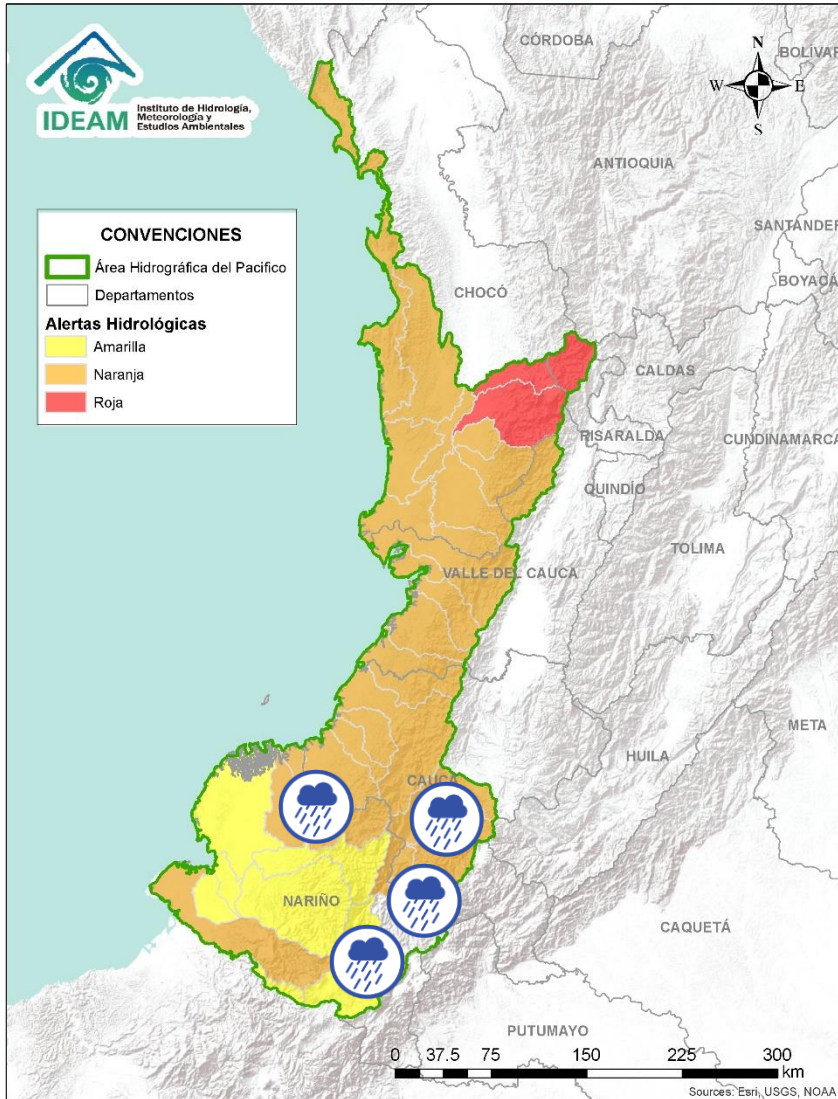 IDEAM
Instituto de Hidrología,
Meteorología y
Estudios Ambientales
N
W E
S
CÓRDOBA
BOLÍVAR
ANTIOQUIA
SANTANDER
BOYACÁ
CHOCÓ
CALDAS
RISARALDA
CUNDINAMARCA
QUINDÍO
TOLIMA
VALLE DEL CAUCA
META
HUILA
CAUCA
NARIÑO
CAQUETÁ
PUTUMAYO
CONVENCIONES
Área Hidrográfica del Pacifico
Departamentos
Alertas Hidrológicas
Amarilla
Naranja
Roja
0 37.5 75 150 225 300
km
Sources: Esri, USGS, NOAA